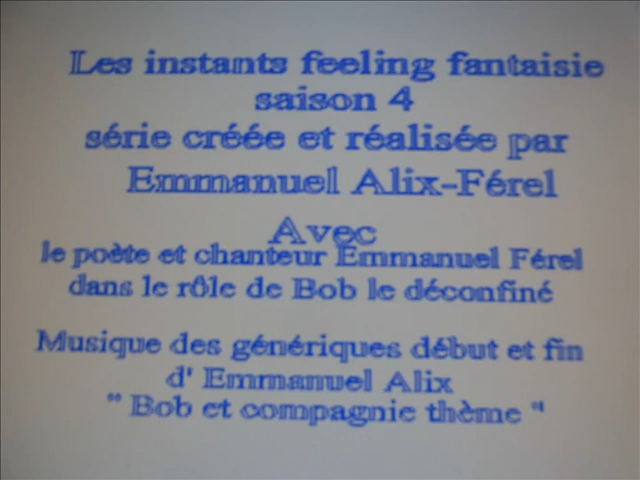 Les instants feeling fantaisie
saison 4
série créée et réalisée par
Emmanuel Alix-Férel
Avec
le poète et chanteur Emmanuel Férel
dans le rôle de Bob le déconfiné
Musique des génériques début et fin
d' Emmanuel Alix
" Bob et compagnie thème "